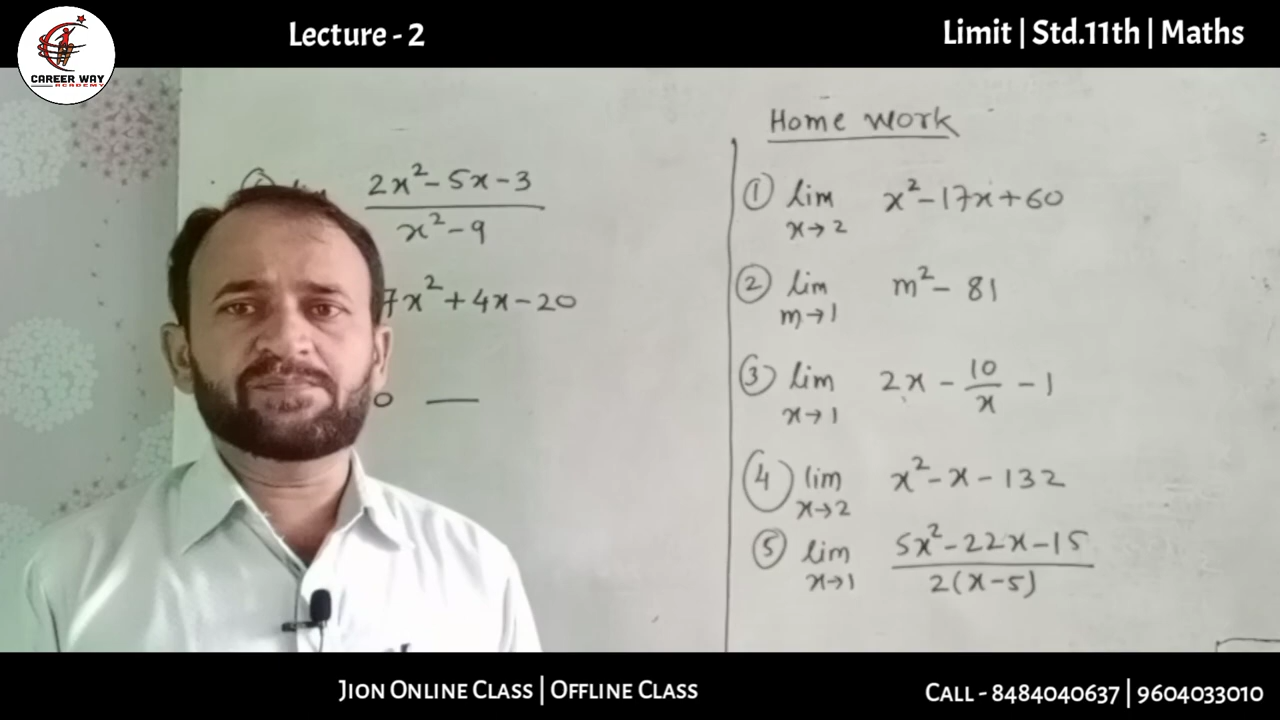 Lecture - 2
Limit | Std.11th | Maths
CAREER WAY
ACADEMY
2x² - 5x - 3
x² - 9
7x² + 4x - 20
0 —
Home Work
① lim x² - 17x + 60
x→2
② lim m² - 81
m→1
③ lim 2x - 10/x - 1
x→1
④ lim x² - x - 132
x→2
⑤ lim 5x² - 22x - 15
x→1 2(x-5)
Jion Online Class | Offline Class
Call - 8484040637 | 9604033010